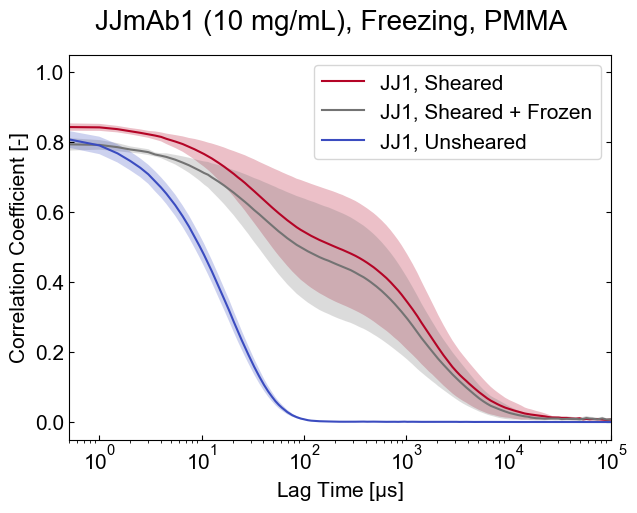 JJmAb1 (10 mg/mL), Freezing, PMMA
JJ1, Sheared
JJ1, Sheared + Frozen
JJ1, Unsheared
Correlation Coefficient [-]
1.0
0.8
0.6
0.4
0.2
0.0
10⁰ 10¹ 10² 10³ 10⁴ 10⁵
Lag Time [µs]